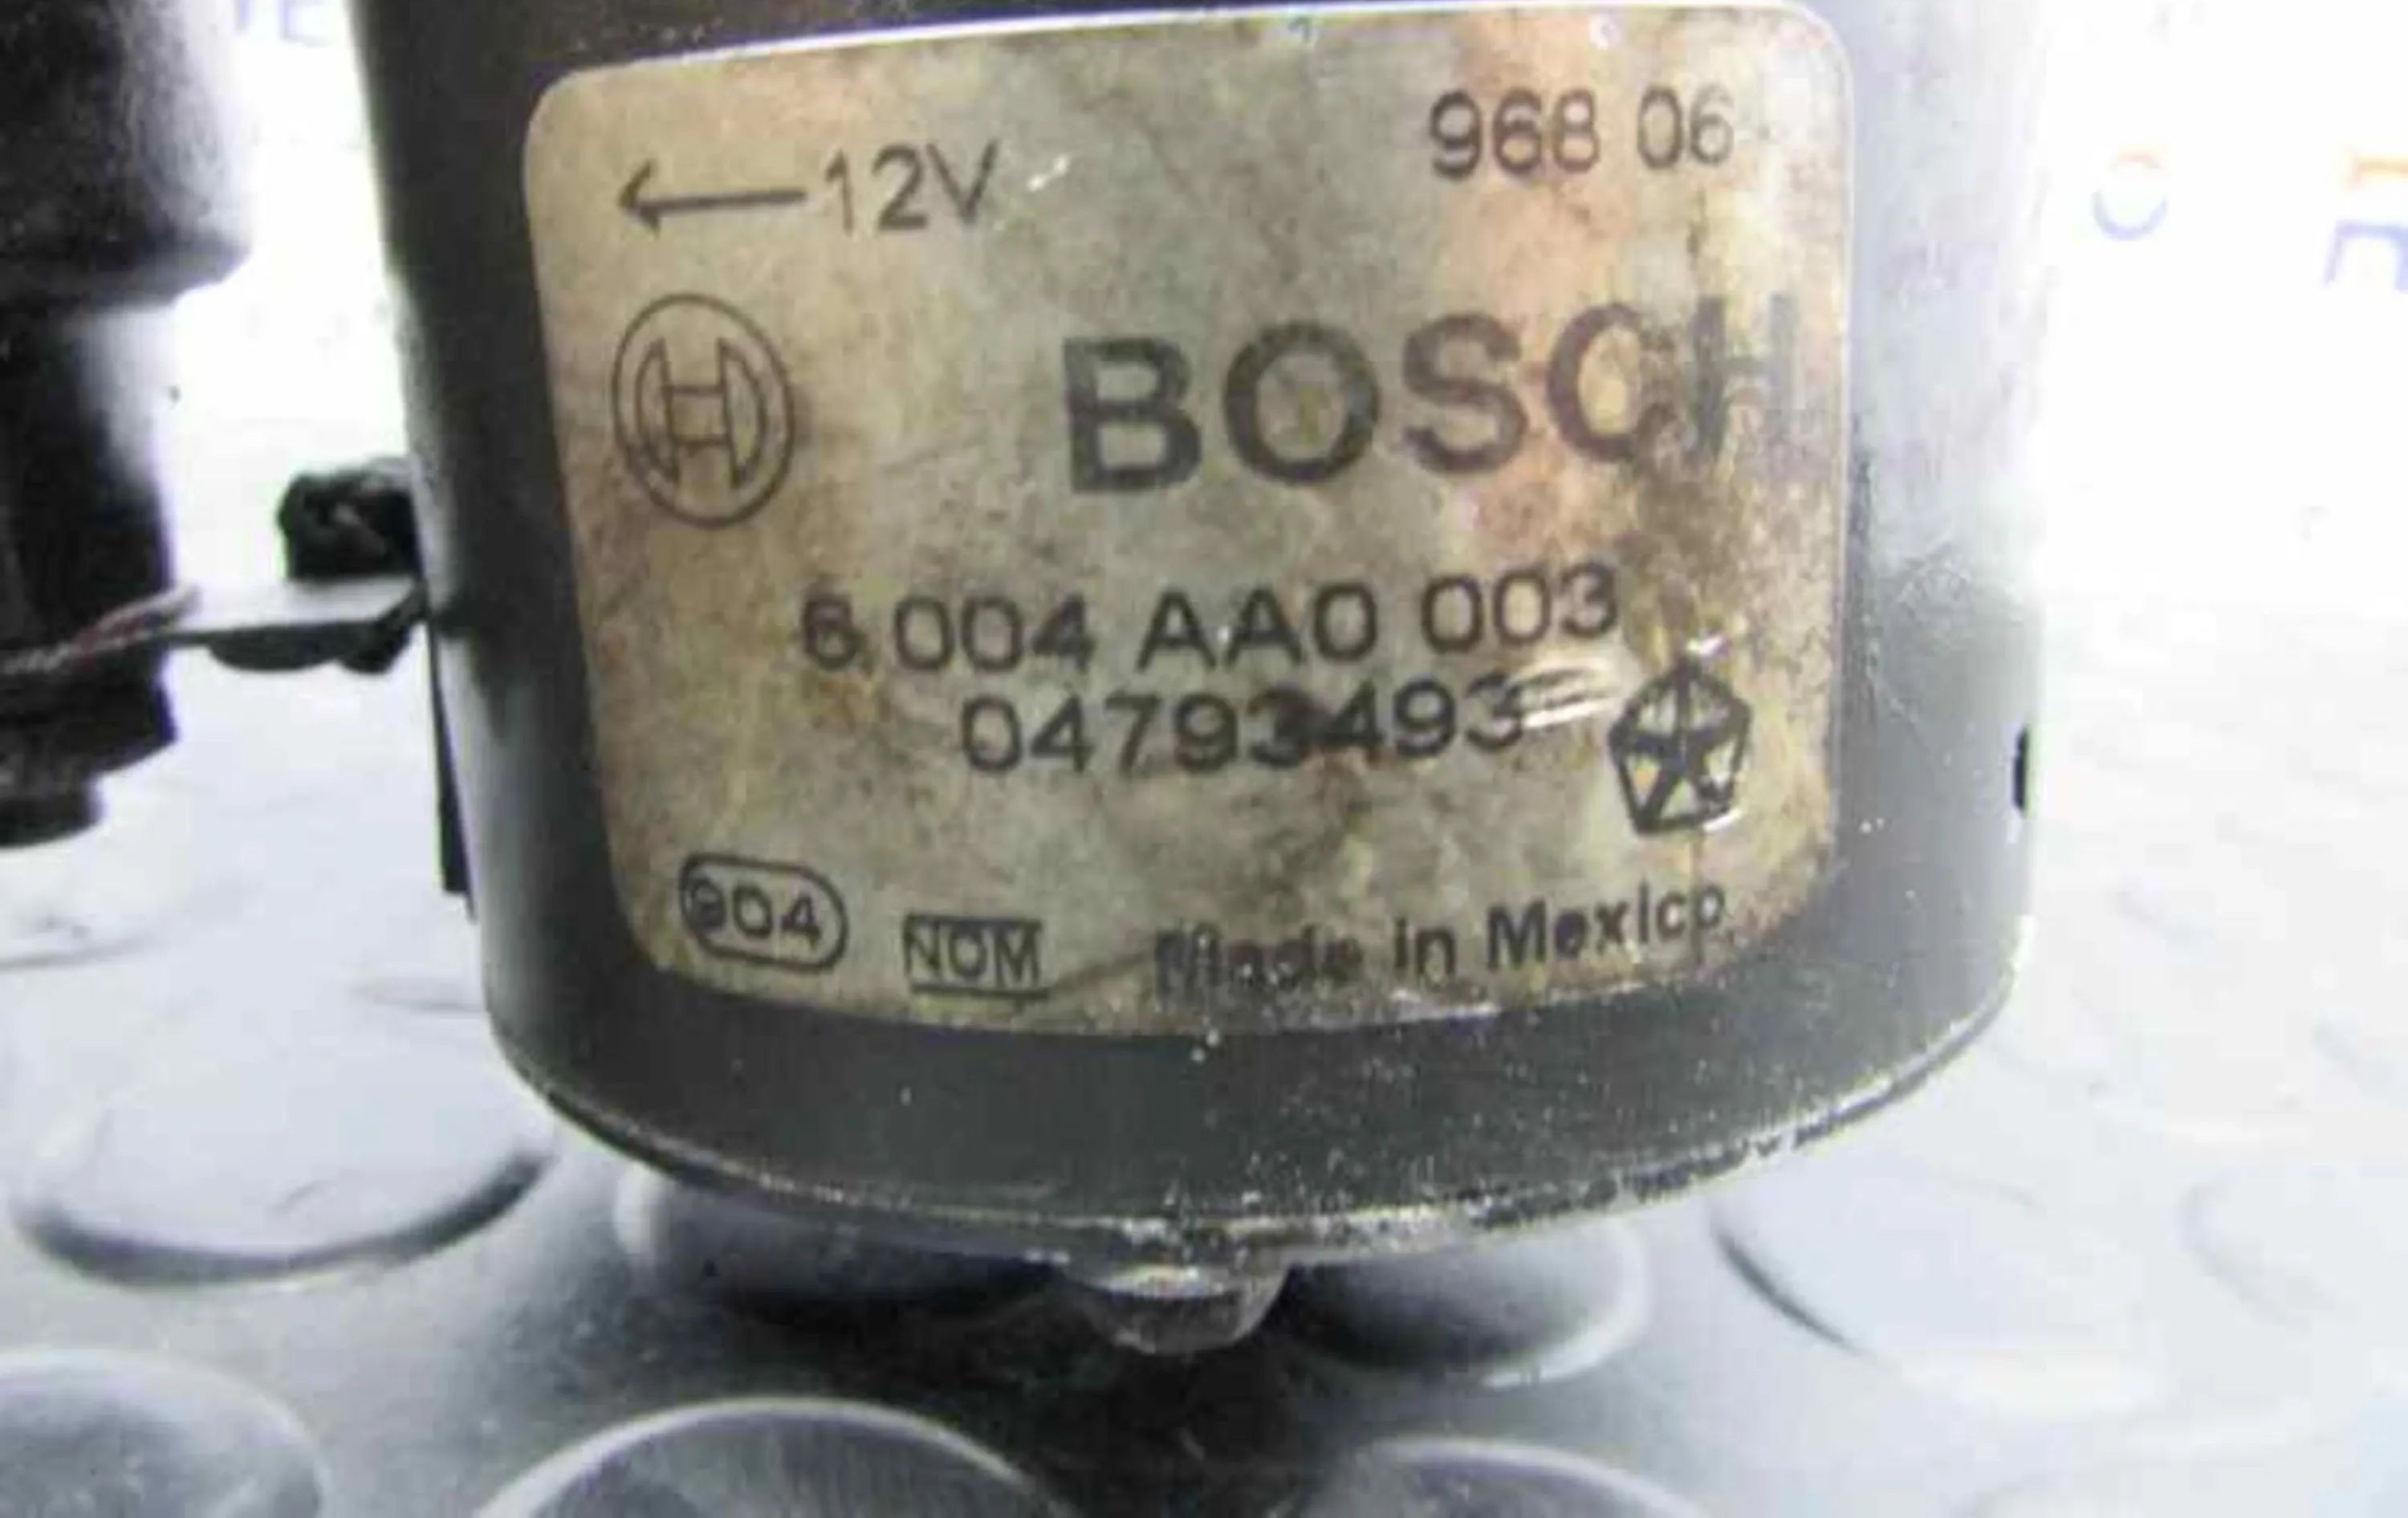 12V 968 06
BOSCH
6.004 AA0 003
04793493
904 NOM Made in Mexico